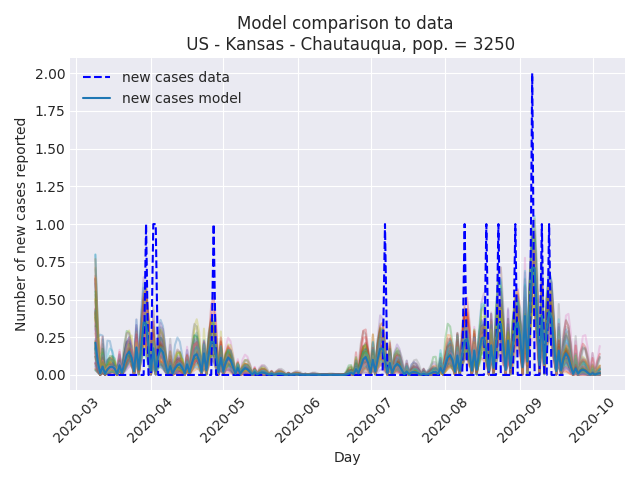 Model comparison to data
US - Kansas - Chautauqua, pop. = 3250
new cases data
new cases model
Number of new cases reported
2.00
1.75
1.50
1.25
1.00
0.75
0.50
0.25
0.00
2020-03
2020-04
2020-05
2020-06
2020-07
2020-08
2020-09
2020-10
Day